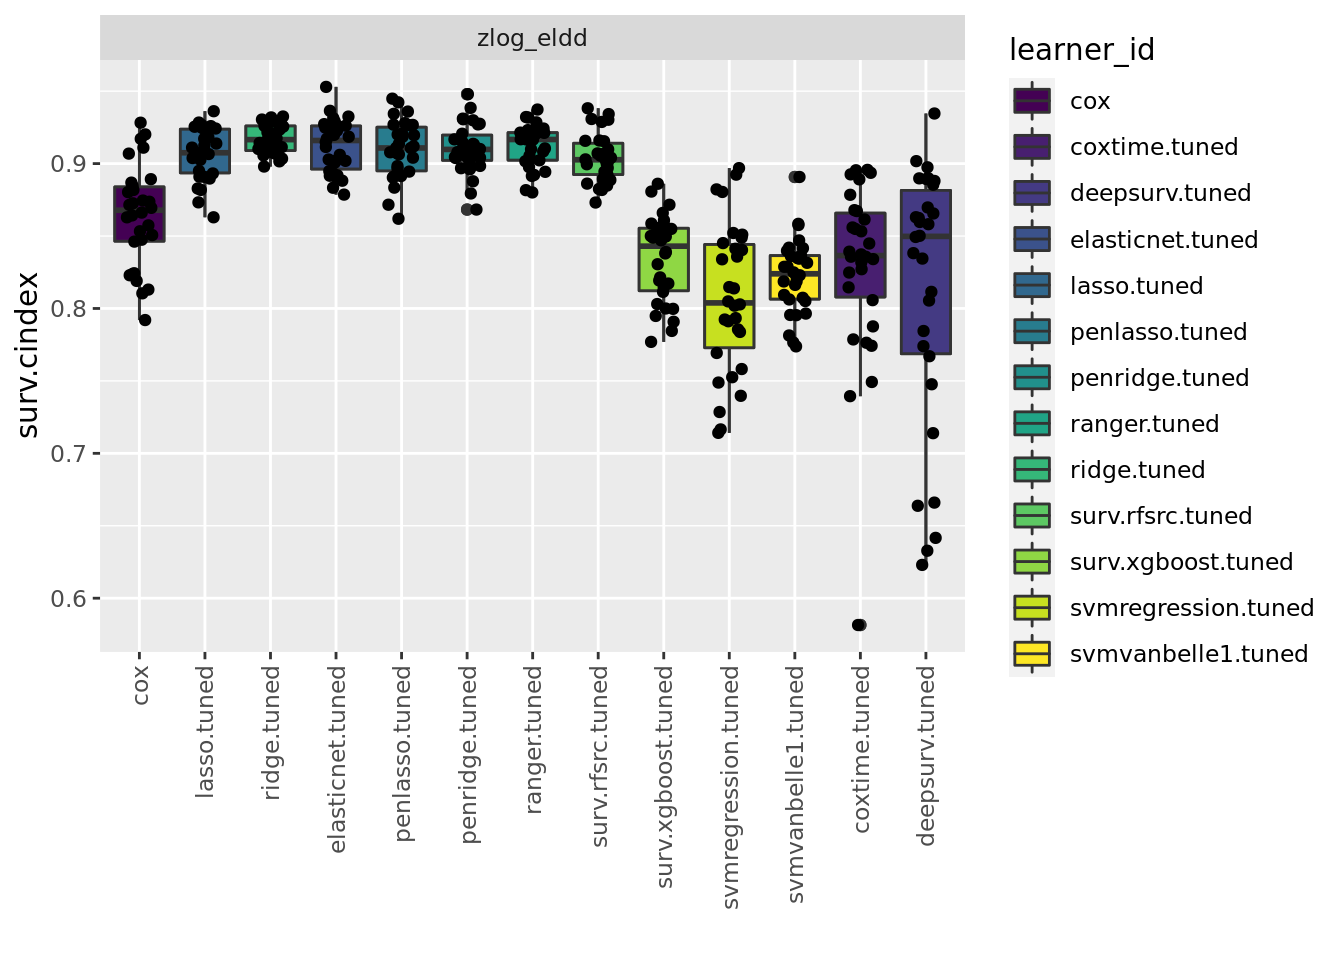 zlog_eldd
surv.cindex
0.9
0.8
0.7
0.6
cox
lasso.tuned
ridge.tuned
elasticnet.tuned
penlasso.tuned
penridge.tuned
ranger.tuned
surv.rfsrc.tuned
surv.xgboost.tuned
svmregression.tuned
svmvanbelle1.tuned
coxtime.tuned
deepsurv.tuned
learner_id
cox
coxtime.tuned
deepsurv.tuned
elasticnet.tuned
lasso.tuned
penlasso.tuned
penridge.tuned
ranger.tuned
ridge.tuned
surv.rfsrc.tuned
surv.xgboost.tuned
svmregression.tuned
svmvanbelle1.tuned